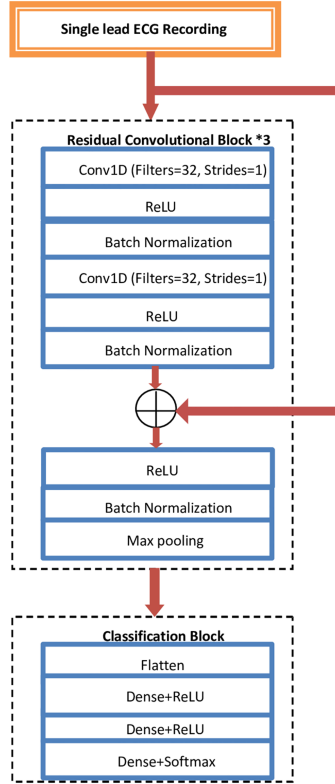 Single lead ECG Recording
Residual Convolutional Block *3
Conv1D (Filters=32, Strides=1)
ReLU
Batch Normalization
Conv1D (Filters=32, Strides=1)
ReLU
Batch Normalization
ReLU
Batch Normalization
Max pooling
Classification Block
Flatten
Dense+ReLU
Dense+ReLU
Dense+Softmax